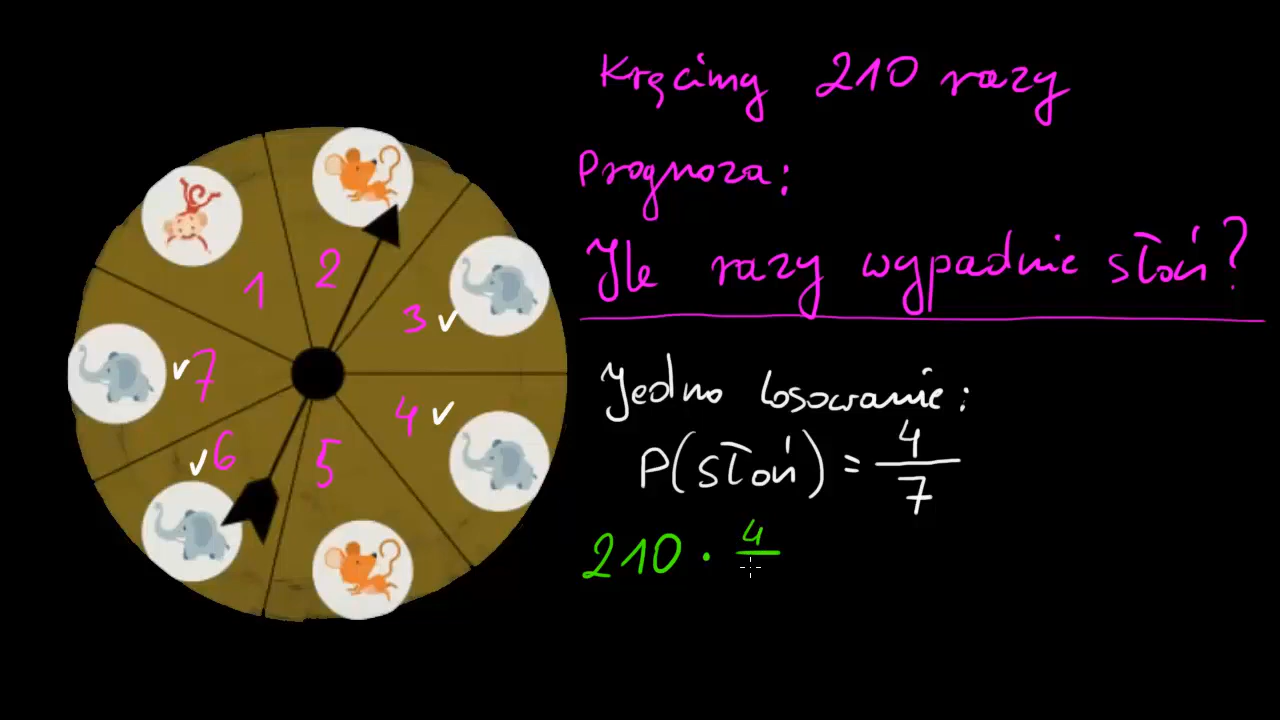 Kręcimy 210 razy
Prognoza:
Ile razy wypadnie słoń?
Jedno losowanie:
P(słoń) = 4/7
210 · 4
1
2
3 ✓
4 ✓
5
✓ 6
✓ 7